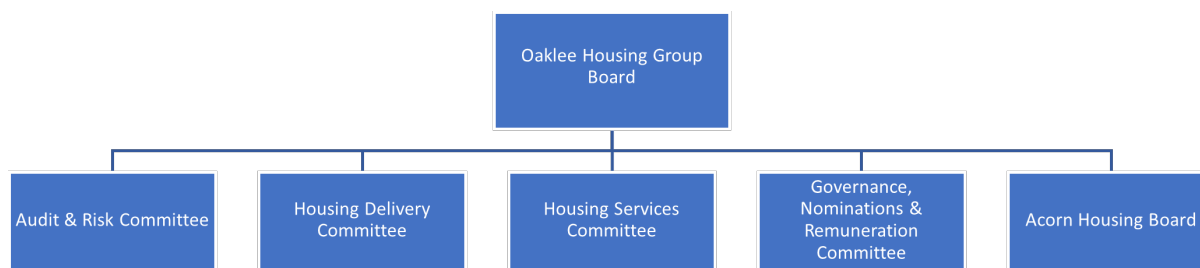 Oaklee Housing Group
Board
Audit & Risk Committee
Housing Delivery
Committee
Housing Services
Committee
Governance,
Nominations &
Remuneration
Committee
Acorn Housing Board